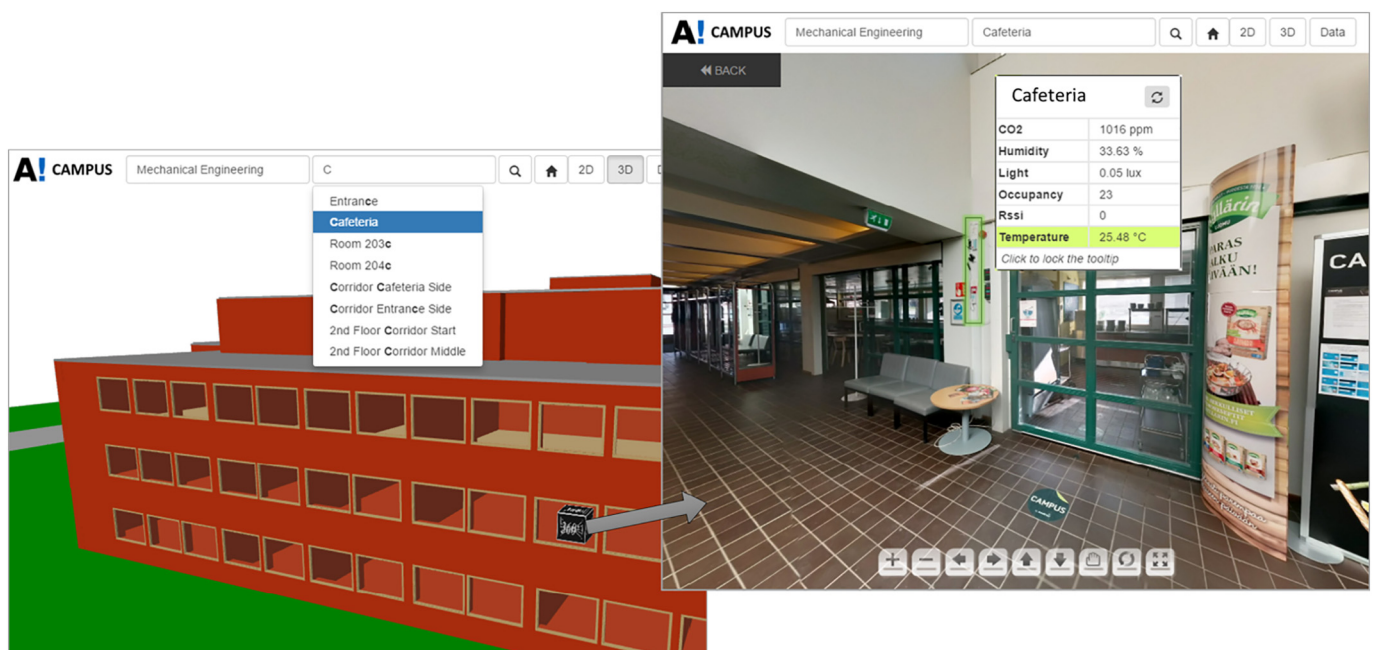 A! CAMPUS
Mechanical Engineering
C
2D
3D
Entrance
Cafeteria
Room 203c
Room 204c
Corridor Cafeteria Side
Corridor Entrance Side
2nd Floor Corridor Start
2nd Floor Corridor Middle
360
A! CAMPUS
Mechanical Engineering
Cafeteria
2D
3D
Data
BACK
Cafeteria
CO2 1016 ppm
Humidity 33.63 %
Light 0.05 lux
Occupancy 23
Rssi 0
Temperature 25.48 °C
Click to lock the tooltip
CA
CAMPUS